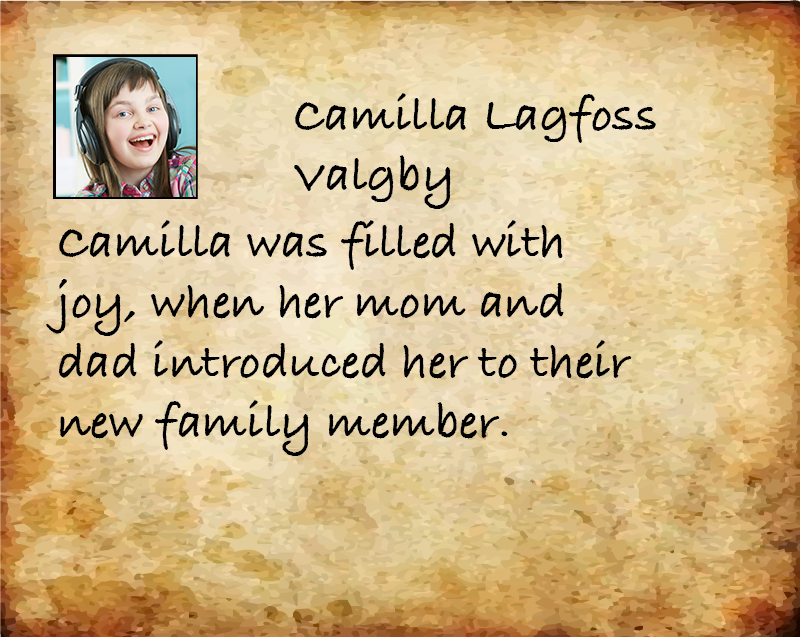 Camilla Lagfoss
Valgby
Camilla was filled with
joy, when her mom and
dad introduced her to their
new family member.